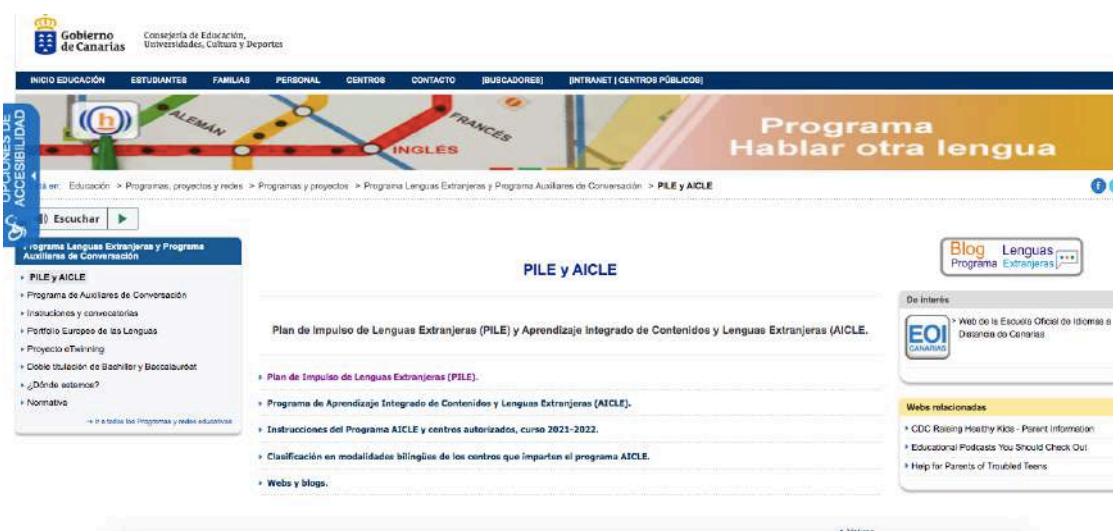 Gobierno
de Canarias
Consejería de Educación,
Universidades, Cultura y Deportes
INICIO EDUCACIÓN ESTUDIANTES FAMILIAS PERSONAL CENTROS CONTACTO [BUSCADORES] [INTRANET | CENTROS PÚBLICOS]
OPCIONES DE
ACCESIBILIDAD
h
ALEMÁN
FRANCÉS
INGLÉS
Programa
Hablar otra lengua
en: Educación > Programas, proyectos y redes > Programas y proyectos > Programa Lenguas Extranjeras y Programa Auxiliares de Conversación > PILE y AICLE
Escuchar
Programa Lenguas Extranjeras y Programa
Auxiliares de Conversación
PILE y AICLE
Programa de Auxiliares de Conversación
Instruciones y convocatorias
Portfolio Europeo de las Lenguas
Proyecto eTwinning
Doble titulación de Bachiller y Baccalauréat
¿Dónde estamos?
Normativa
Ir a todos los Programas y redes educativas
PILE y AICLE
Plan de Impulso de Lenguas Extranjeras (PILE) y Aprendizaje Integrado de Contenidos y Lenguas Extranjeras (AICLE.
Plan de Impulso de Lenguas Extranjeras (PILE).
Programa de Aprendizaje Integrado de Contenidos y Lenguas Extranjeras (AICLE).
Instrucciones del Programa AICLE y centros autorizados, curso 2021-2022.
Clasificación en modalidades bilingües de los centros que imparten el programa AICLE.
Webs y blogs.
Blog Lenguas
Programa Extranjeras
De interés
EOI
CANARIAS
> Web de la Escuela Oficial de Idiomas a
Distancia de Canarias
Webs relacionadas
CDC Raising Healthy Kids - Parent Information
Educational Podcasts You Should Check Out
Help for Parents of Troubled Teens